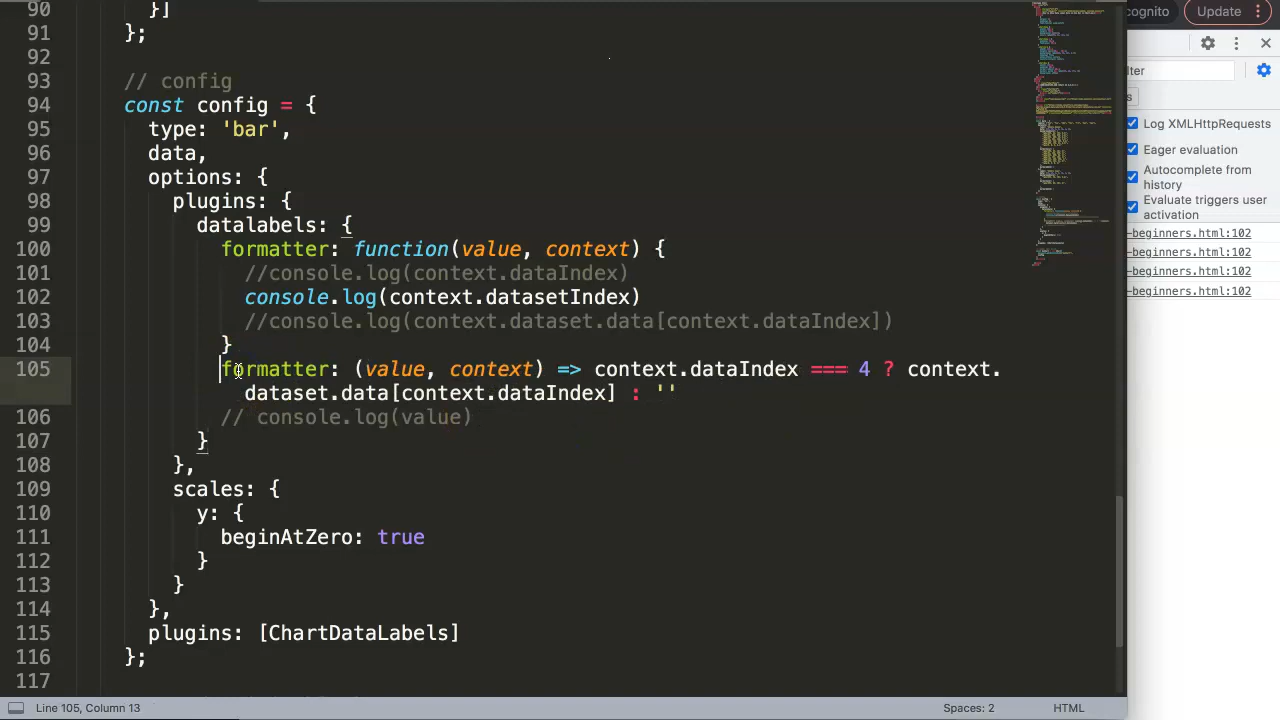 90 }]
91 };
92
93 // config
94 const config = {
95 type: 'bar',
96 data,
97 options: {
98 plugins: {
99 datalabels: {
100 formatter: function(value, context) {
101 //console.log(context.dataIndex)
102 console.log(context.datasetIndex)
103 //console.log(context.dataset.data[context.dataIndex])
104 }
105 formatter: (value, context) => context.dataIndex === 4 ? context.
dataset.data[context.dataIndex] : ''
106 // console.log(value)
107 }
108 },
109 scales: {
110 y: {
111 beginAtZero: true
112 }
113 }
114 },
115 plugins: [ChartDataLabels]
116 };
117
Line 105, Column 13
Spaces: 2
HTML
cognito
Update
lter
s
Log XMLHttpRequests
Eager evaluation
Autocomplete from
history
Evaluate triggers user
activation
-beginners.html:102
-beginners.html:102
-beginners.html:102
-beginners.html:102